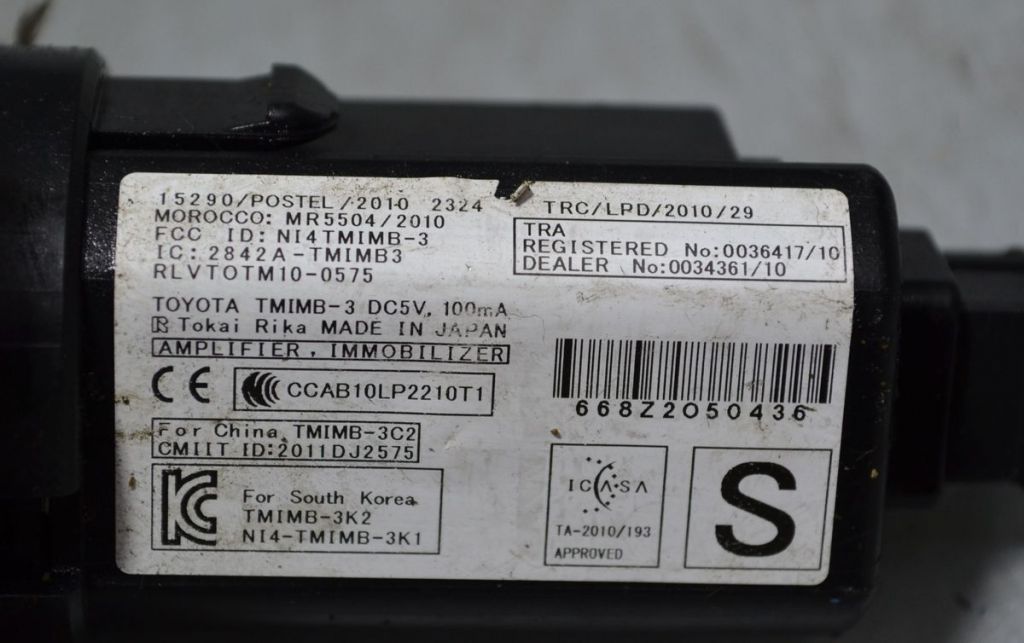 15290/POSTEL/2010 2324
MOROCCO: MR5504/2010
FCC ID: NI4TMIMB-3
IC: 2842A-TMIMB3
RLVTOTM10-0575
TRC/LPD/2010/29
TRA
REGISTERED No:0036417/10
DEALER No:0034361/10
TOYOTA TMIMB-3 DC5V, 100mA
R Tokai Rika MADE IN JAPAN
AMPLIFIER, IMMOBILIZER
CE
CCAB10LP2210T1
668Z2050436
For China TMIMB-3C2
CMIIT ID:2011DJ2575
KC
For South Korea
TMIMB-3K2
NI4-TMIMB-3K1
ICASA
TA-2010/193
APPROVED
S